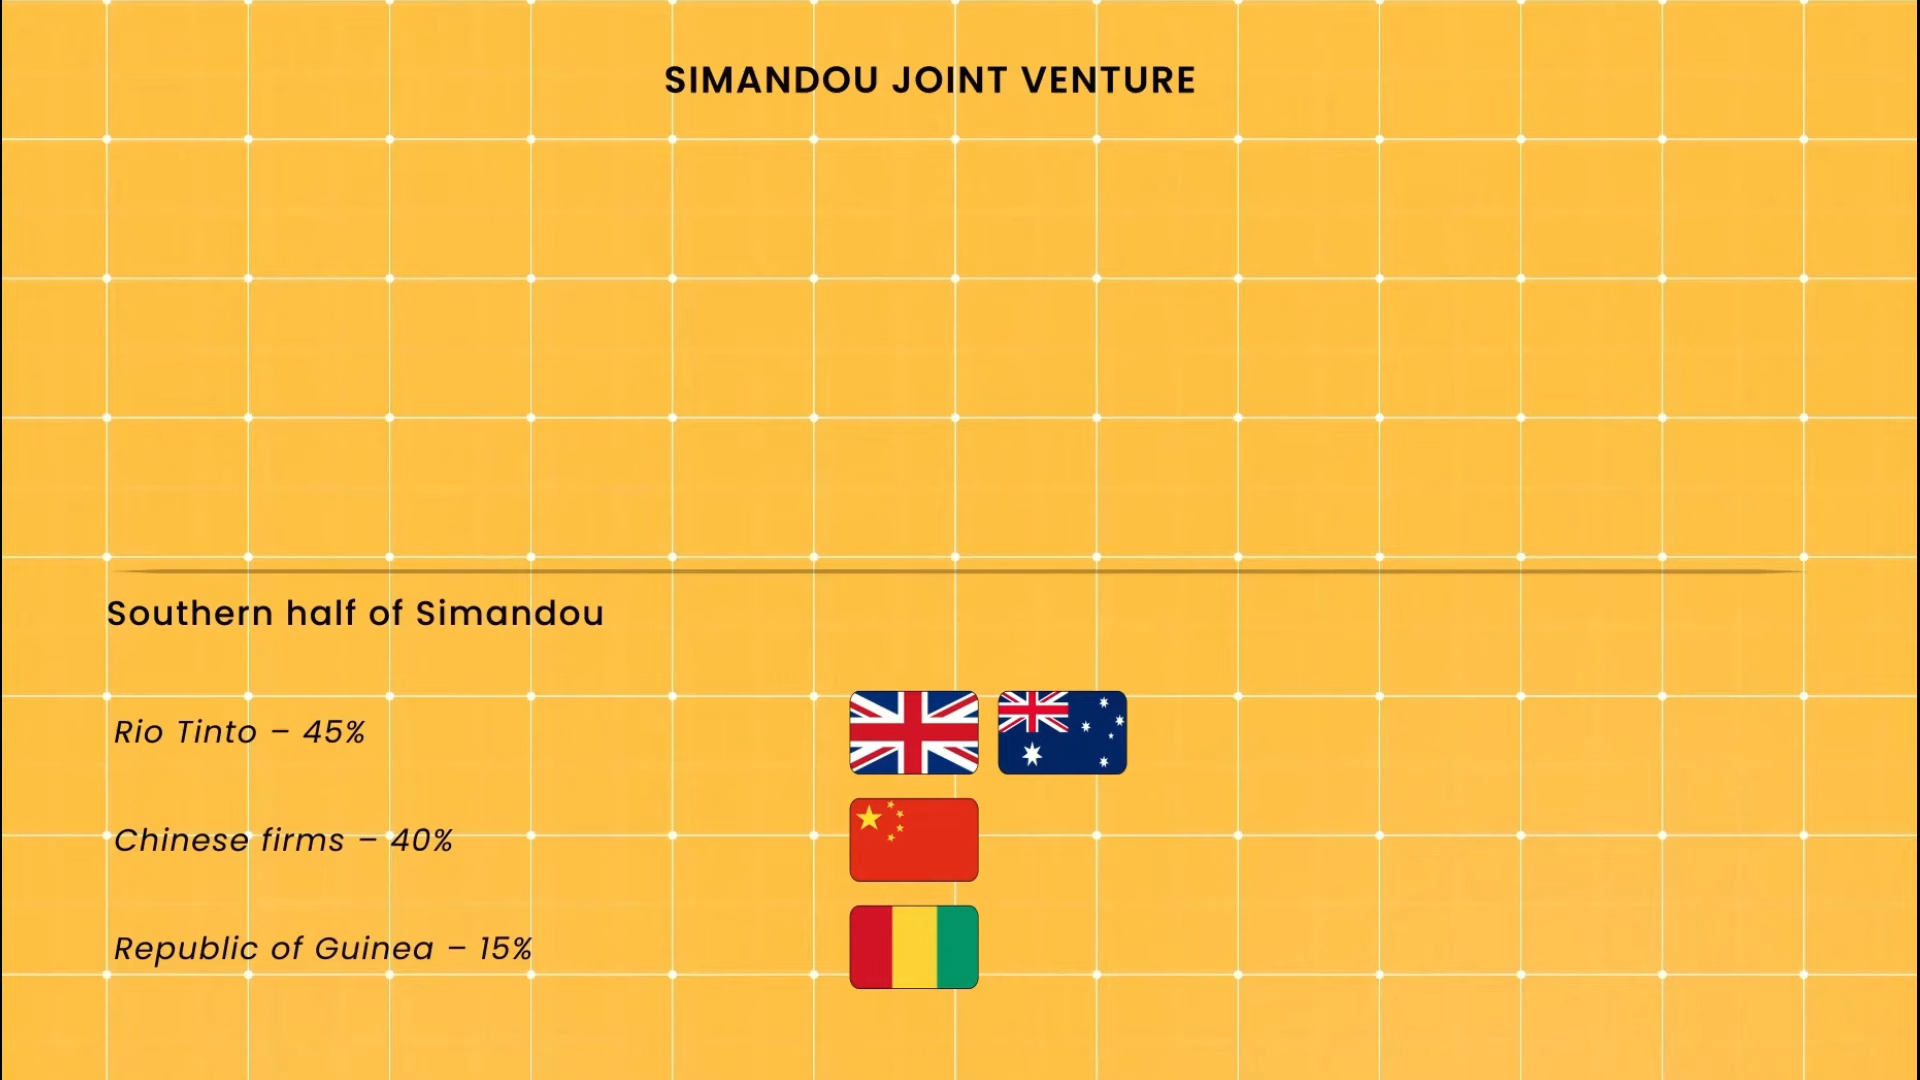 SIMANDOU JOINT VENTURE
Southern half of Simandou
Rio Tinto – 45%
Chinese firms – 40%
Republic of Guinea – 15%